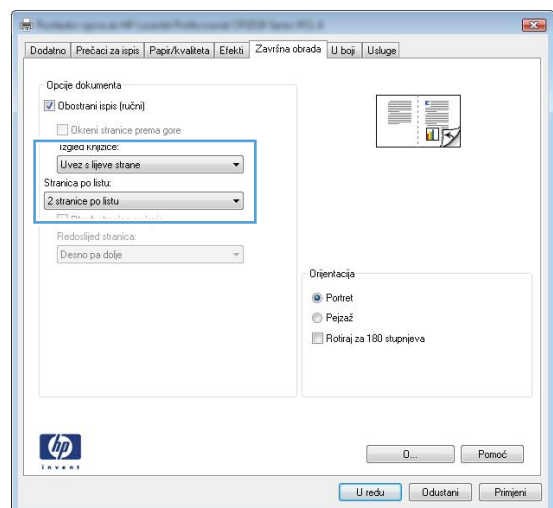 Dodatno Prečaci za ispis Papir/kvaliteta Efekti Završna obrada U boji Usluge
Opcije dokumenta
Obostrani ispis (ručni)
Okreni stranice prema gore
Izgled knjižice:
Uvez s lijeve strane
Stranica po listu:
2 stranice po listu
Redoslijed stranica:
Desno pa dolje
Orijentacija
Portret
Pejzaž
Rotiraj za 180 stupnjeva
hp
invent
O... Pomoć
U redu Odustani Primjeni